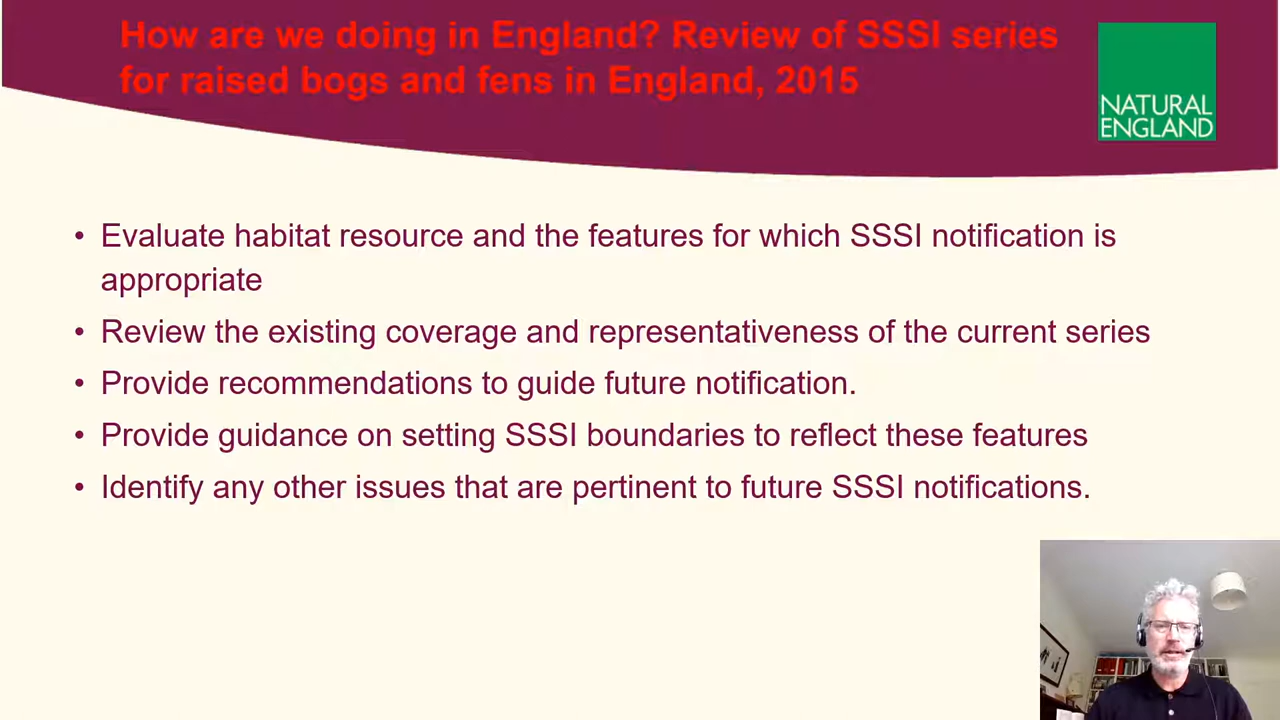 How are we doing in England? Review of SSSI series
for raised bogs and fens in England, 2015
NATURAL
ENGLAND
• Evaluate habitat resource and the features for which SSSI notification is
appropriate
• Review the existing coverage and representativeness of the current series
• Provide recommendations to guide future notification.
• Provide guidance on setting SSSI boundaries to reflect these features
• Identify any other issues that are pertinent to future SSSI notifications.